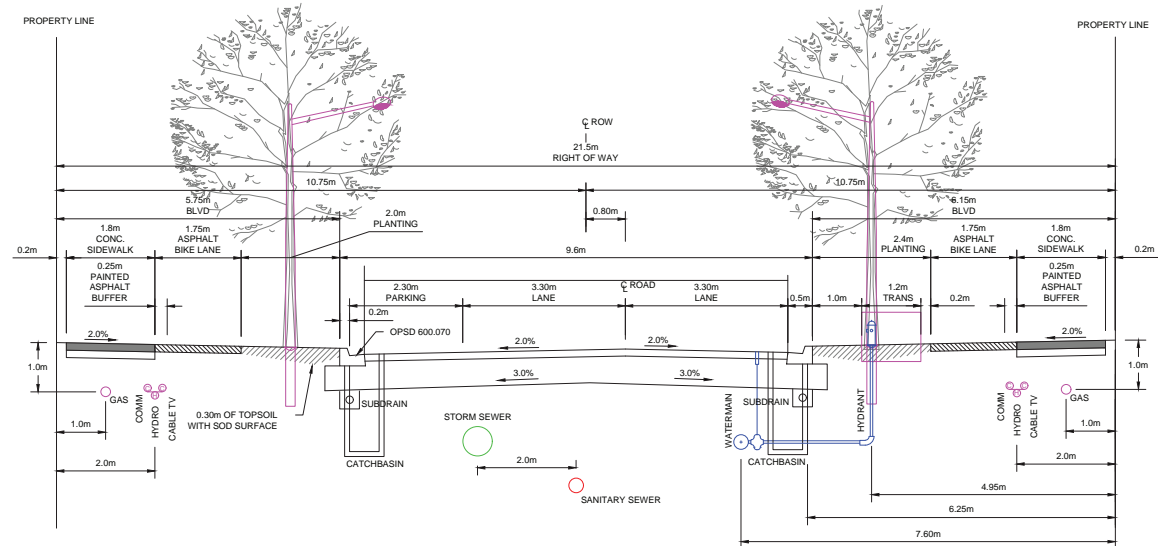 PROPERTY LINE
PROPERTY LINE
CL ROW
21.5m
RIGHT OF WAY
10.75m
10.75m
5.75m
BLVD
2.0m
PLANTING
0.80m
6.15m
BLVD
0.2m
1.8m
CONC.
SIDEWALK
1.75m
ASPHALT
BIKE LANE
9.6m
2.4m
PLANTING
1.75m
ASPHALT
BIKE LANE
1.8m
CONC.
SIDEWALK
0.2m
0.25m
PAINTED
ASPHALT
BUFFER
2.30m
PARKING
3.30m
LANE
CL ROAD
3.30m
LANE
0.5m
1.0m
1.2m
TRANS
0.2m
0.25m
PAINTED
ASPHALT
BUFFER
0.2m
OPSD 600.070
2.0%
2.0%
2.0%
2.0%
3.0%
3.0%
1.0m
1.0m
GAS
COMM
HYDRO
CABLE TV
0.30m OF TOPSOIL
WITH SOD SURFACE
SUBDRAIN
STORM SEWER
SUBDRAIN
WATERMAIN
HYDRANT
COMM
HYDRO
CABLE TV
GAS
1.0m
1.0m
2.0m
CATCHBASIN
2.0m
CATCHBASIN
2.0m
SANITARY SEWER
4.95m
6.25m
7.60m